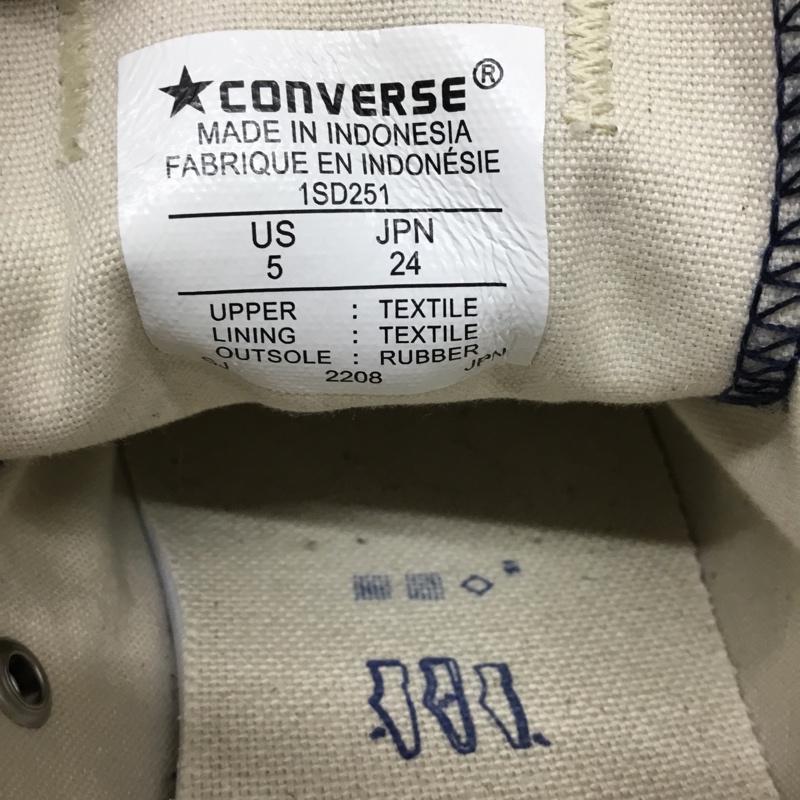 ★CONVERSE®
MADE IN INDONESIA
FABRIQUE EN INDONÉSIE
1SD251
US JPN
5 24
UPPER : TEXTILE
LINING : TEXTILE
OUTSOLE : RUBBER
2208 JPN